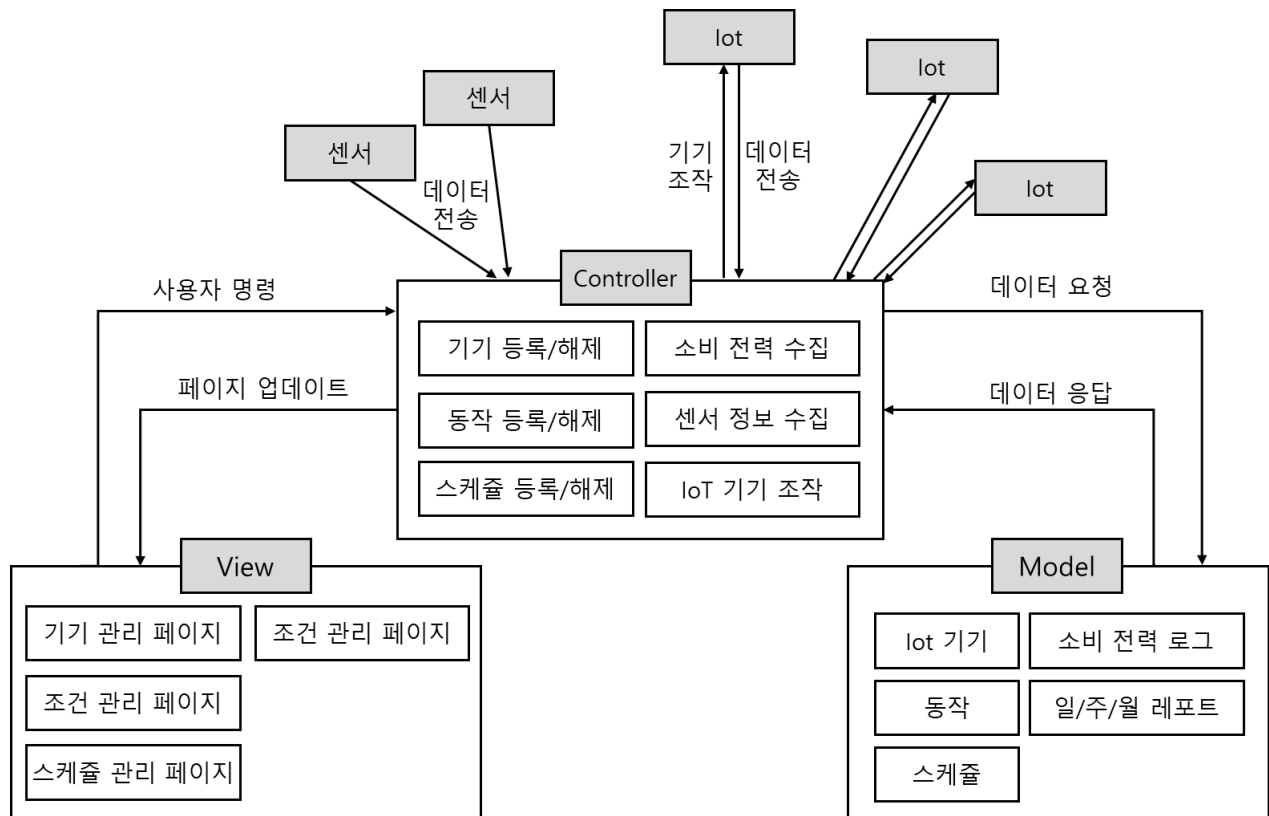 Iot
Iot
센서
센서
기기
조작
데이터
전송
데이터
전송
Iot
Controller
사용자 명령
데이터 요청
기기 등록/해제
소비 전력 수집
페이지 업데이트
데이터 응답
동작 등록/해제
센서 정보 수집
스케쥴 등록/해제
IoT 기기 조작
View
Model
기기 관리 페이지
조건 관리 페이지
Iot 기기
소비 전력 로그
조건 관리 페이지
동작
일/주/월 레포트
스케쥴 관리 페이지
스케쥴